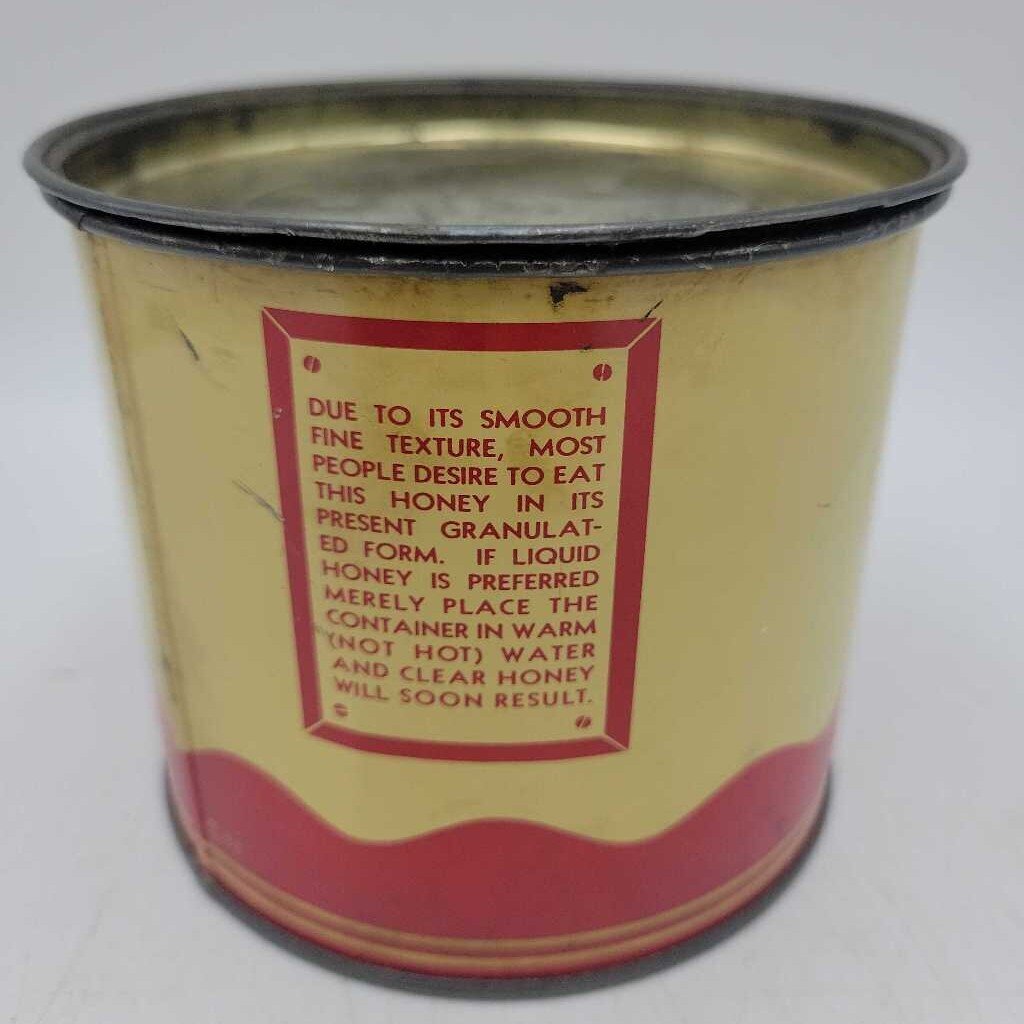 DUE TO ITS SMOOTH
FINE TEXTURE, MOST
PEOPLE DESIRE TO EAT
THIS HONEY IN ITS
PRESENT GRANULAT-
ED FORM. IF LIQUID
HONEY IS PREFERRED
MERELY PLACE THE
CONTAINER IN WARM
(NOT HOT) WATER
AND CLEAR HONEY
WILL SOON RESULT.